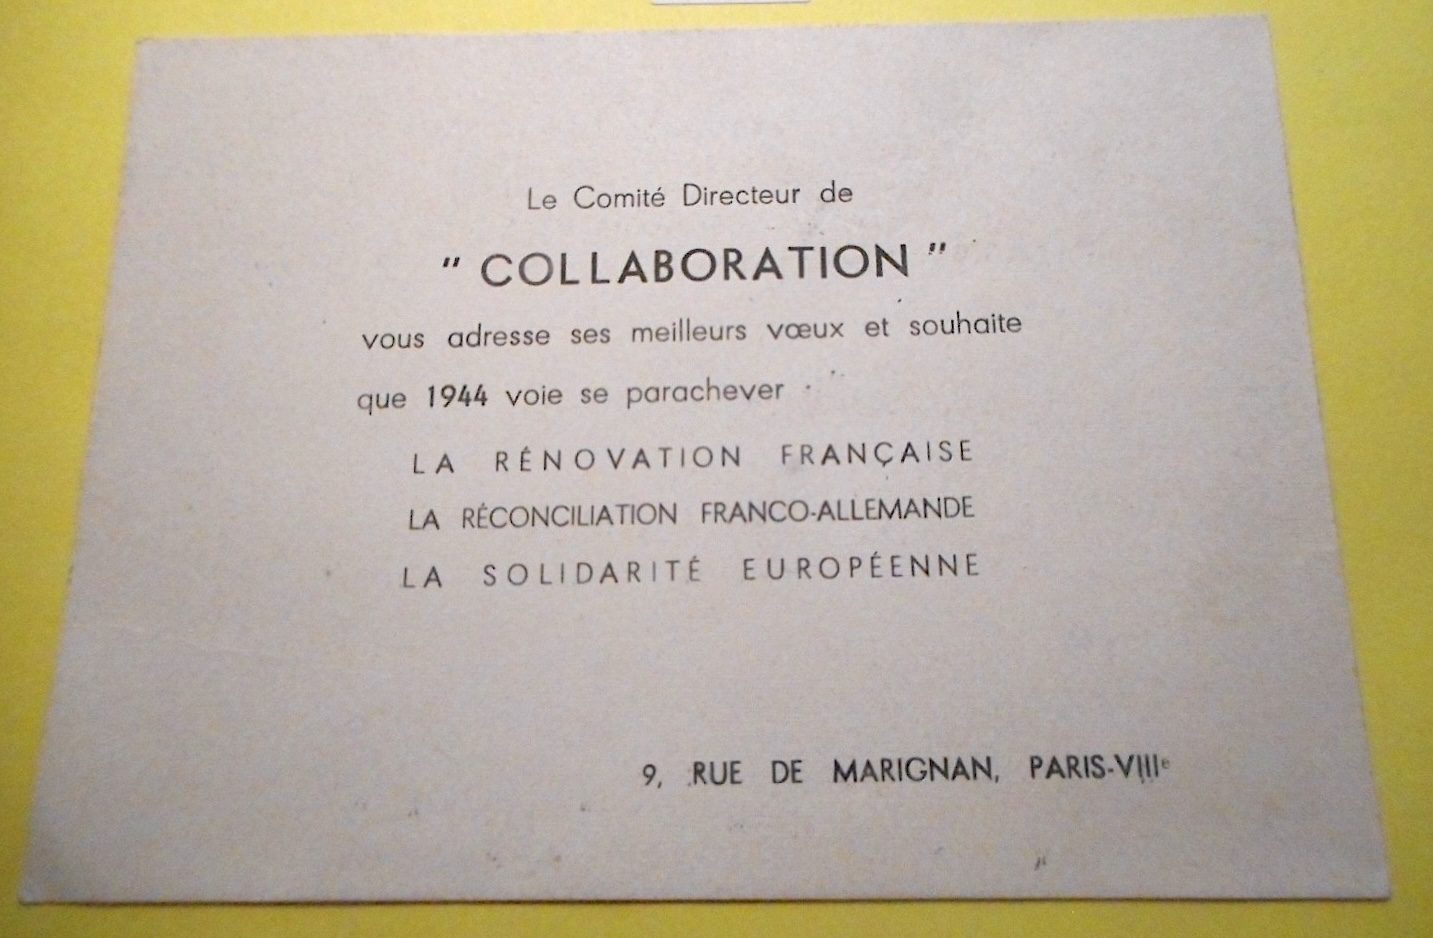 Le Comité Directeur de
" COLLABORATION "
vous adresse ses meilleurs vœux et souhaite
que 1944 voie se parachever
LA RÉNOVATION FRANÇAISE
LA RÉCONCILIATION FRANCO-ALLEMANDE
LA SOLIDARITÉ EUROPÉENNE
9, RUE DE MARIGNAN, PARIS-VIIIe